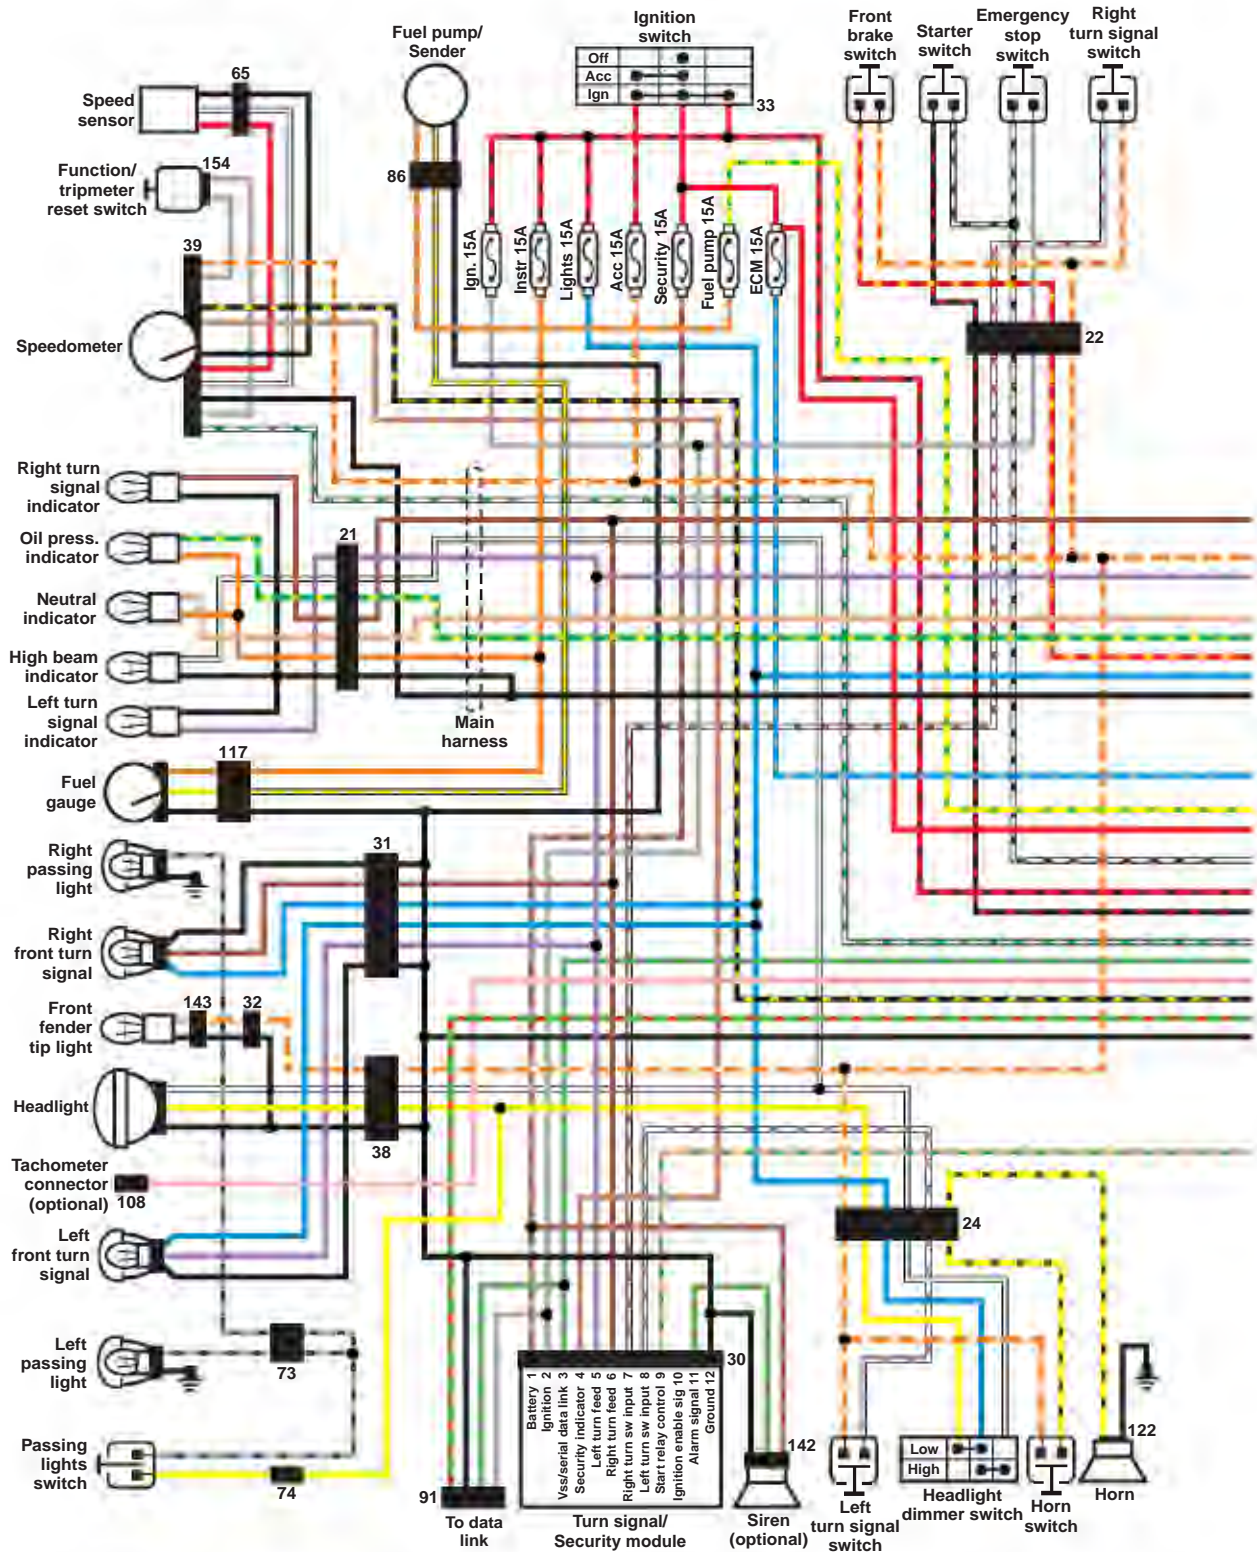 Fuel pump/
Sender
Ignition
switch
Off
Acc
Ign
33
Front
brake
switch
Starter
switch
Emergency
stop
switch
Right
turn signal
switch
Speed
sensor
65
Function/
tripmeter
reset switch
154
86
39
Speedometer
Ign. 15A
Instr 15A
Lights 15A
Acc 15A
Security 15A
Fuel pump 15A
ECM 15A
22
Right turn
signal
indicator
Oil press.
indicator
21
Neutral
indicator
High beam
indicator
Left turn
signal
indicator
Main
harness
Fuel
gauge
117
Right
passing
light
31
Right
front turn
signal
Front
fender
tip light
143
32
Headlight
38
Tachometer
connector
(optional)
108
Left
front turn
signal
24
Left
passing
light
73
30
Battery 1
Ignition 2
Vss/serial data link 3
Security indicator 4
Left turn feed 5
Right turn feed 6
Right turn sw input 7
Left turn sw input 8
Start relay control 9
Ignition enable sig 10
Alarm signal 11
Ground 12
Passing
lights
switch
74
91
To data
link
Turn signal/
Security module
142
Siren
(optional)
Left
turn signal
switch
Low
High
Headlight
dimmer switch
Horn
switch
122
Horn